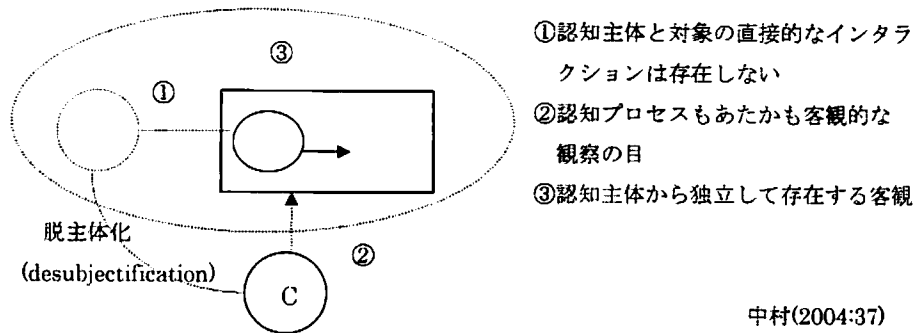 ③
①
脱主体化
(desubjectification)
②
C
①認知主体と対象の直接的なインタラ
クションは存在しない
②認知プロセスもあたかも客観的な
観察の目
③認知主体から独立して存在する客観
中村(2004:37)